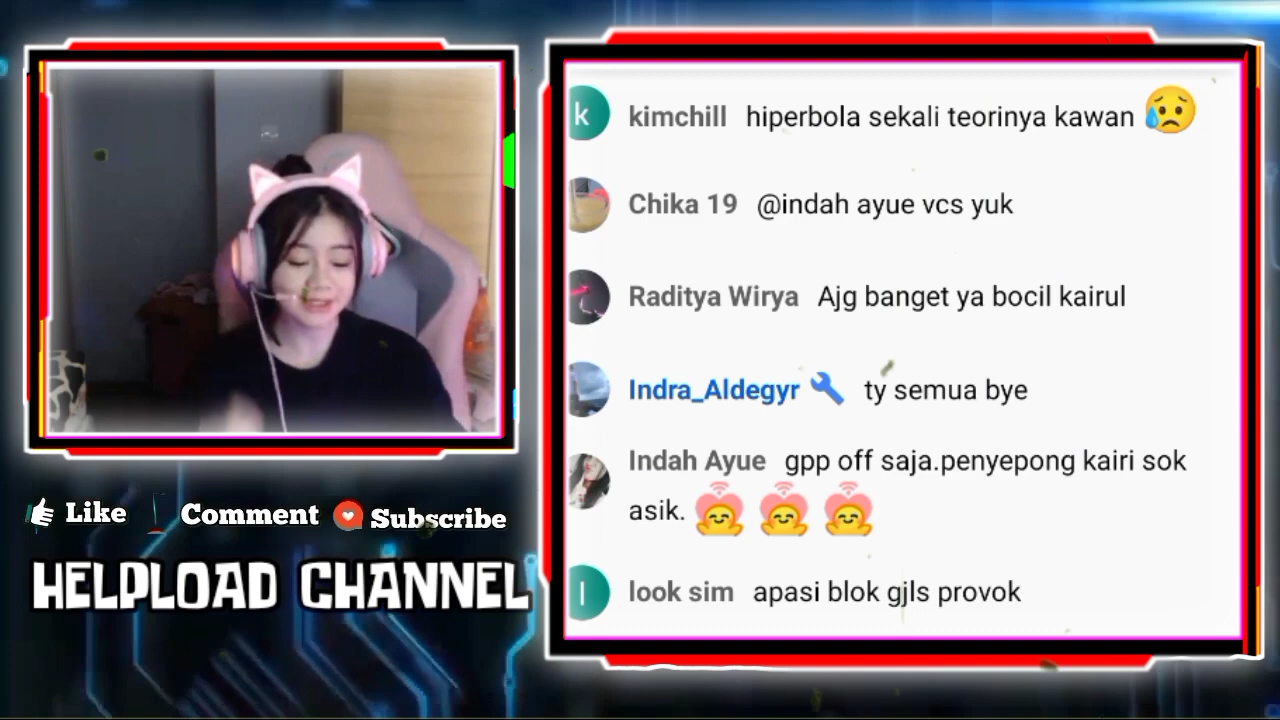 k kimchill hiperbola sekali teorinya kawan 😥
Chika 19 @indah ayue vcs yuk
Raditya Wirya Ajg banget ya bocil kairul
Indra_Aldegyr 🔧 ty semua bye
Indah Ayue gpp off saja.penyepong kairi sok
asik.
l look sim apasi blok gjls provok
Like Comment Subscribe
HELPLOAD CHANNEL